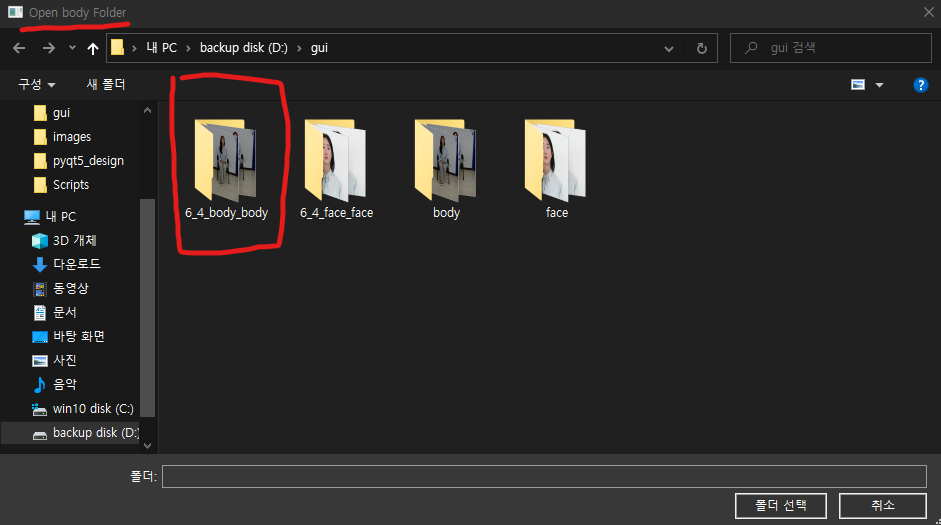 Open body Folder
내 PC
backup disk (D:)
gui
gui 검색
구성
새 폴더
gui
images
pyqt5_design
Scripts
내 PC
3D 개체
다운로드
동영상
문서
바탕 화면
사진
음악
win10 disk (C:)
backup disk (D:)
6_4_body_body
6_4_face_face
body
face
폴더:
폴더 선택
취소